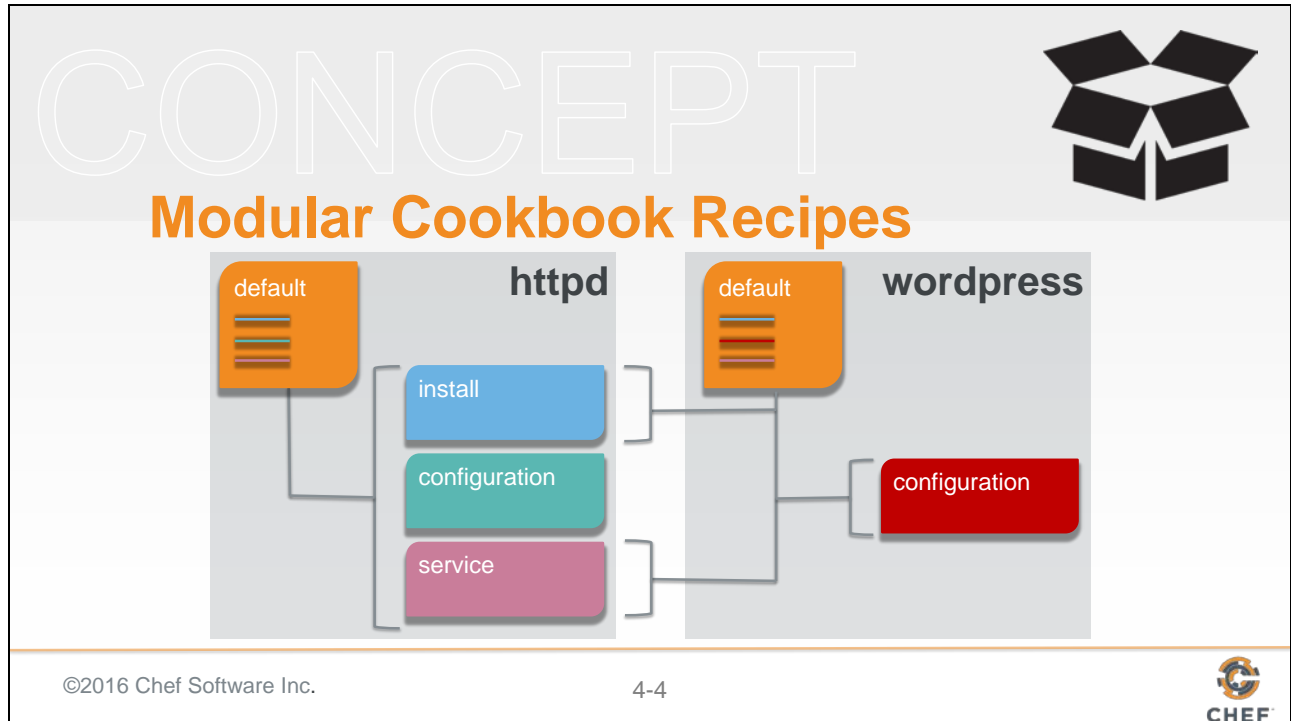 CONCEPT
Modular Cookbook Recipes
httpd
default
install
configuration
service
wordpress
default
configuration
©2016 Chef Software Inc.
4-4
CHEF